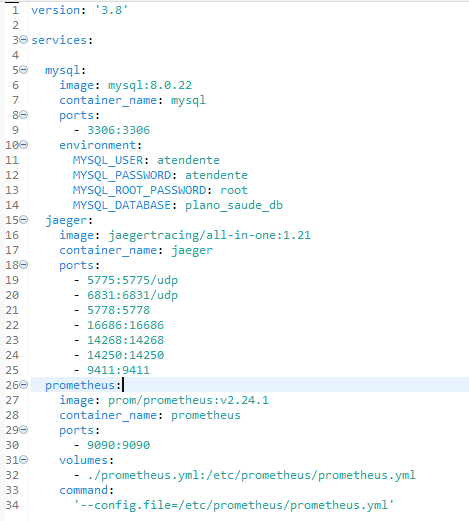 1 version: '3.8'
2
3 services:
4
5 mysql:
6 image: mysql:8.0.22
7 container_name: mysql
8 ports:
9 - 3306:3306
10 environment:
11 MYSQL_USER: atendente
12 MYSQL_PASSWORD: atendente
13 MYSQL_ROOT_PASSWORD: root
14 MYSQL_DATABASE: plano_saude_db
15 jaeger:
16 image: jaegertracing/all-in-one:1.21
17 container_name: jaeger
18 ports:
19 - 5775:5775/udp
20 - 6831:6831/udp
21 - 5778:5778
22 - 16686:16686
23 - 14268:14268
24 - 14250:14250
25 - 9411:9411
26 prometheus:
27 image: prom/prometheus:v2.24.1
28 container_name: prometheus
29 ports:
30 - 9090:9090
31 volumes:
32 - ./prometheus.yml:/etc/prometheus/prometheus.yml
33 command:
34 '--config.file=/etc/prometheus/prometheus.yml'